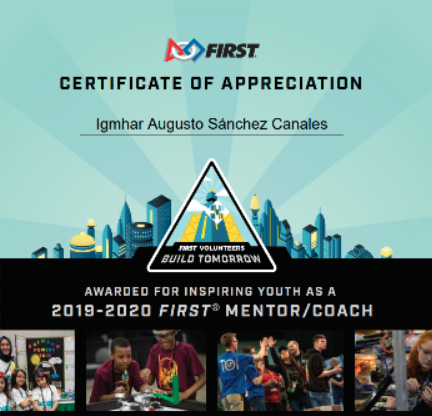 FIRST
CERTIFICATE OF APPRECIATION
Igmhar Augusto Sánchez Canales
FIRST VOLUNTEERS
BUILD TOMORROW
AWARDED FOR INSPIRING YOUTH AS A
2019-2020 FIRST® MENTOR/COACH